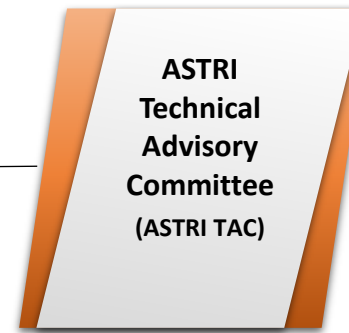 ASTRI
Technical
Advisory
Committee
(ASTRI TAC)